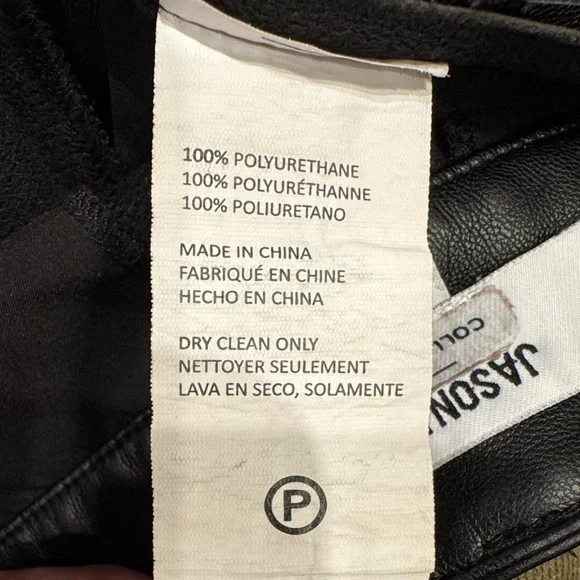 100% POLYURETHANE
100% POLYURÉTHANNE
100% POLIURETANO
MADE IN CHINA
FABRIQUÉ EN CHINE
HECHO EN CHINA
DRY CLEAN ONLY
NETTOYER SEULEMENT
LAVA EN SECO, SOLAMENTE
P
JASON